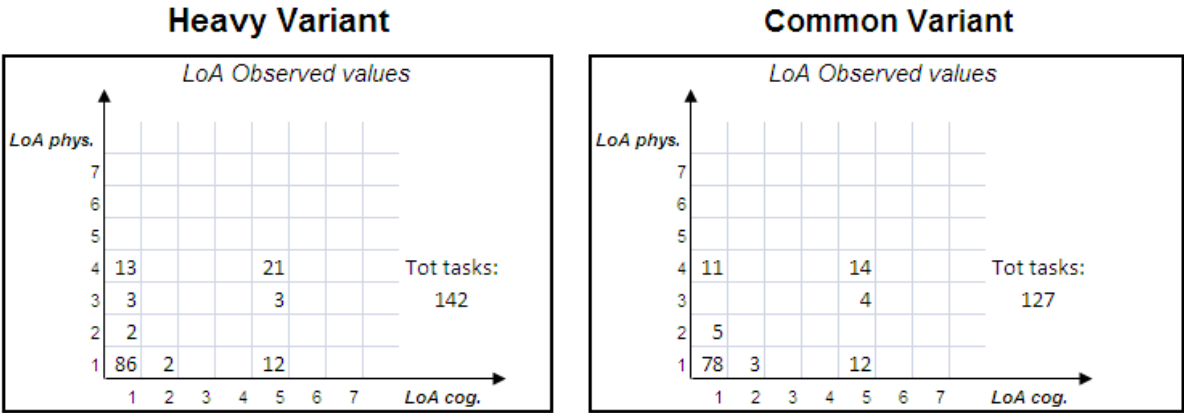 Heavy Variant
LoA Observed values
LoA phys.
7
6
5
4 13 21 Tot tasks:
3 3 3 142
2 2
1 86 2 12
1 2 3 4 5 6 7 LoA cog.
Common Variant
LoA Observed values
LoA phys.
7
6
5
4 11 14 Tot tasks:
3 4 127
2 5
1 78 3 12
1 2 3 4 5 6 7 LoA cog.